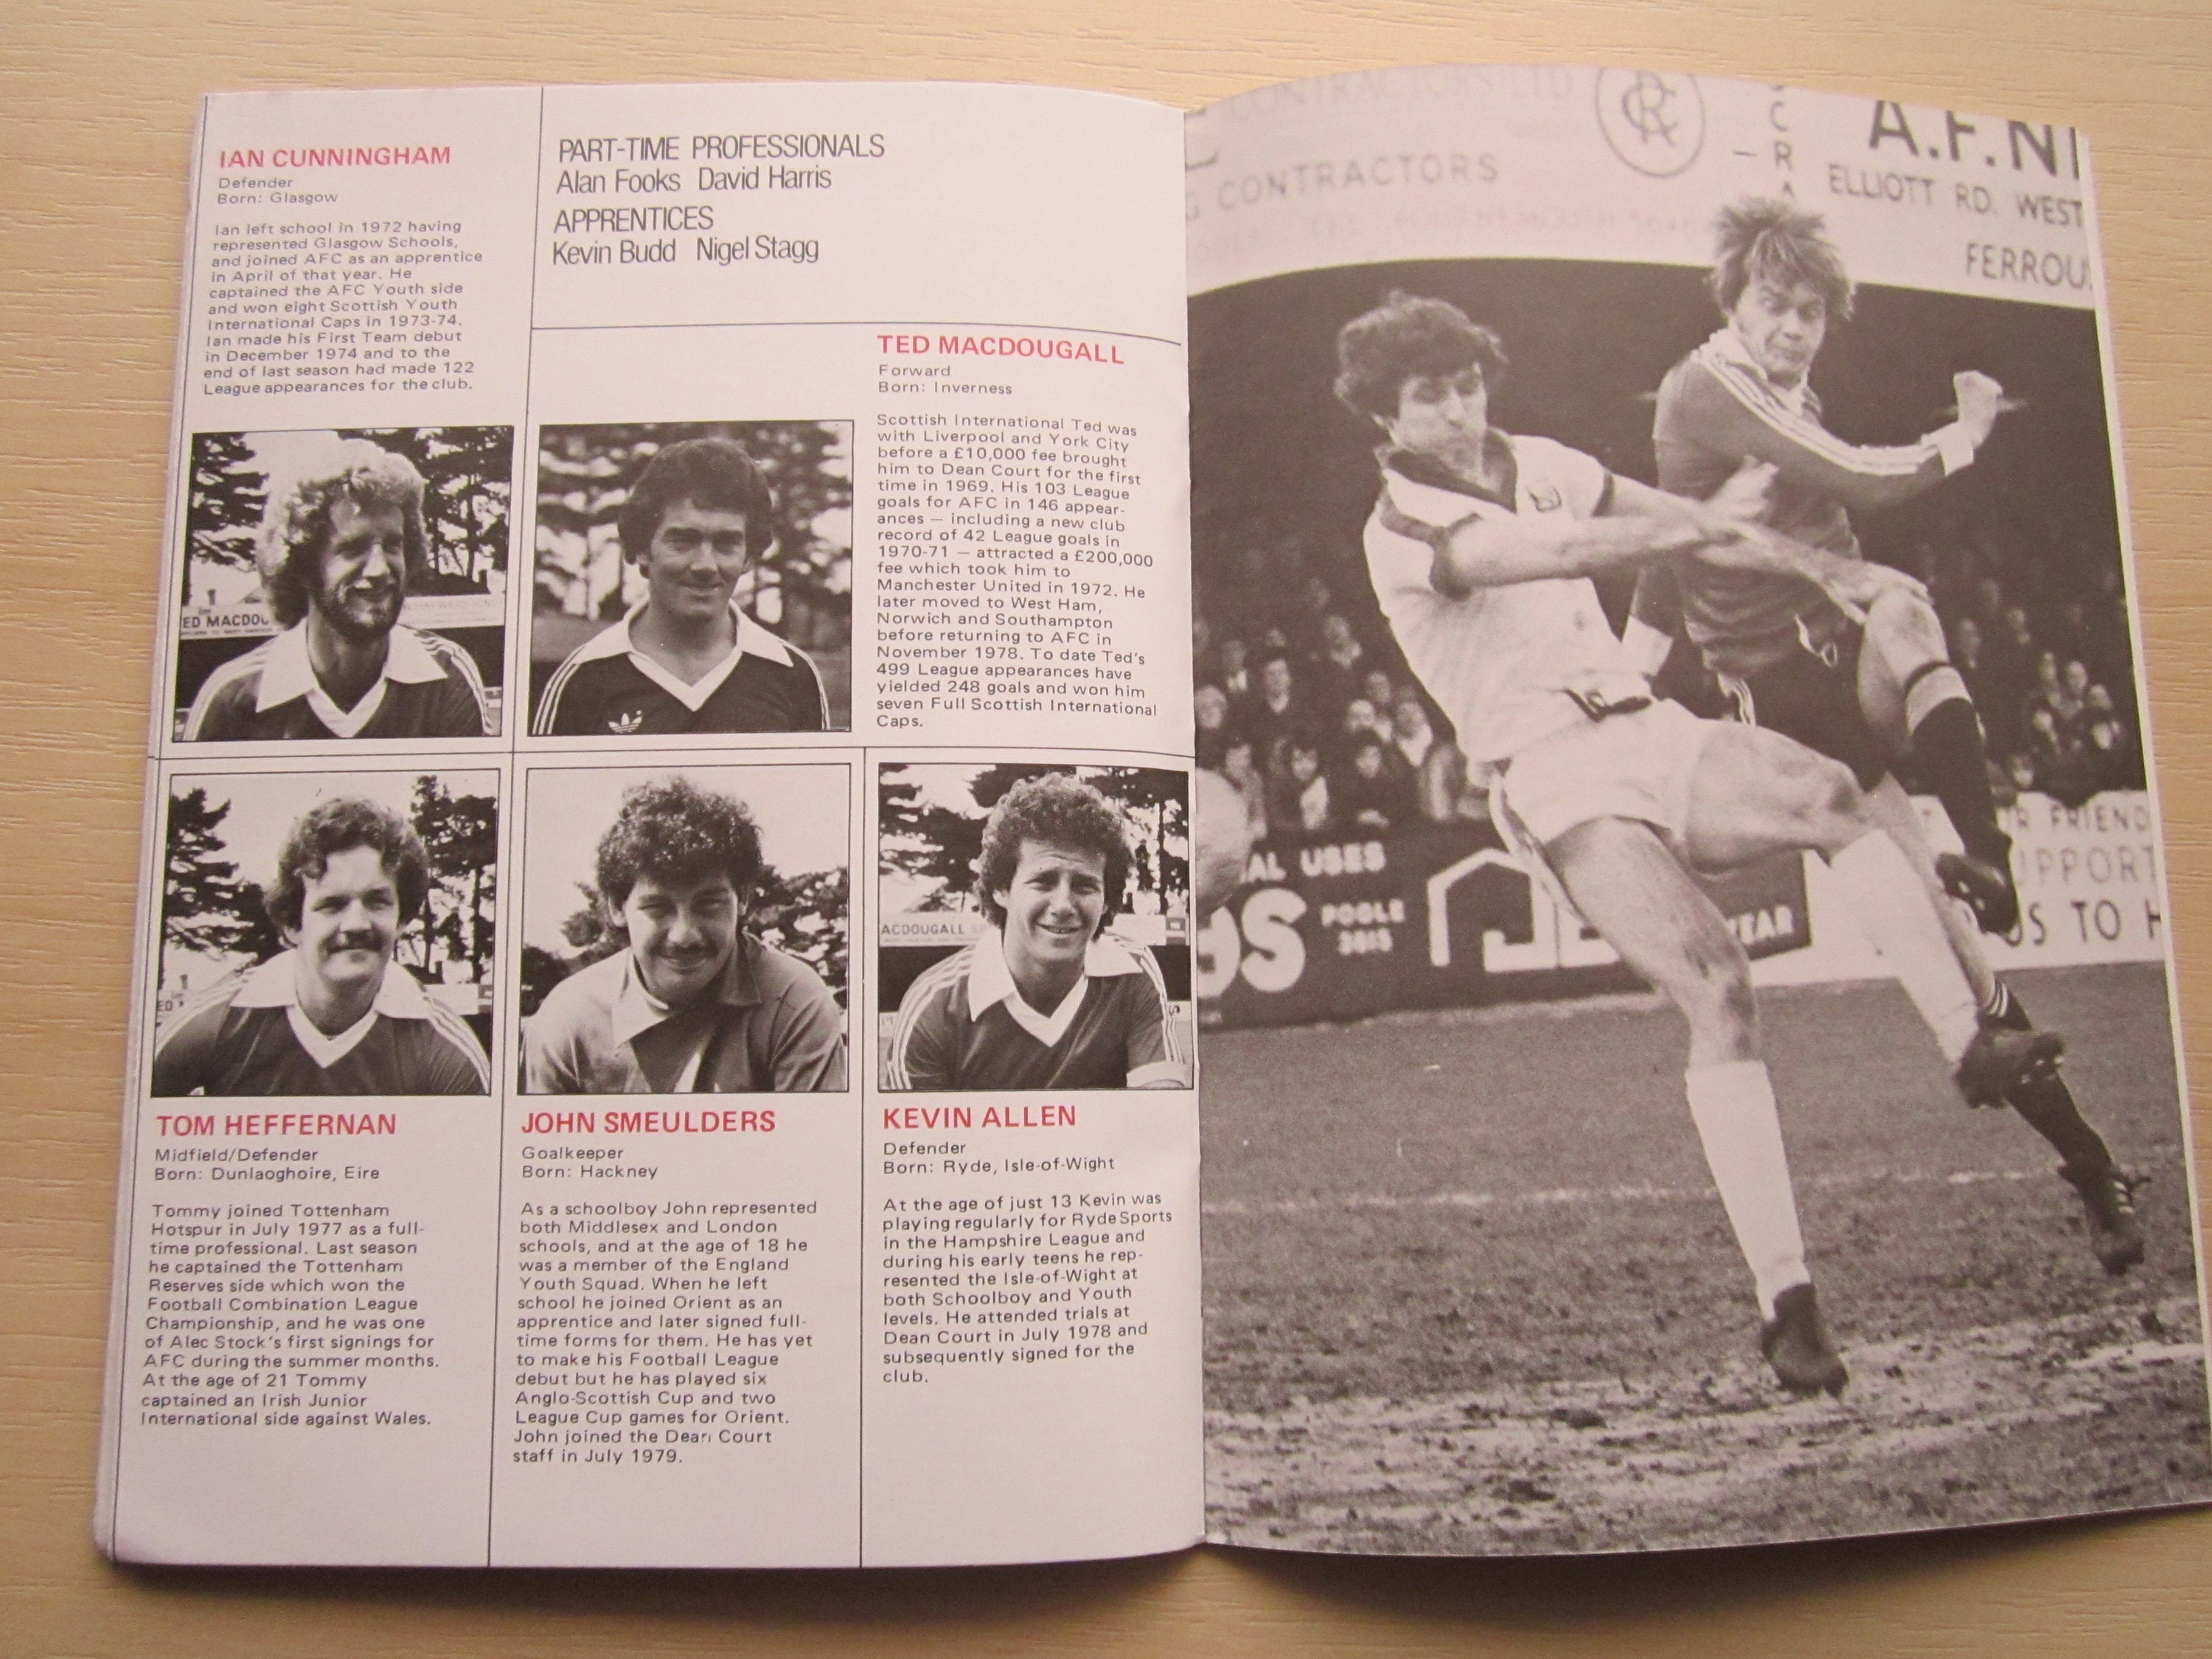 IAN CUNNINGHAM
Defender
Born: Glasgow
Ian left school in 1972 having
represented Glasgow Schools,
and joined AFC as an apprentice
in April of that year. He
captained the AFC Youth side
and won eight Scottish Youth
International Caps in 1973-74.
Ian made his First Team debut
in December 1974 and to the
end of last season had made 122
League appearances for the club.
PART-TIME PROFESSIONALS
Alan Fooks David Harris
APPRENTICES
Kevin Budd Nigel Stagg
TED MACDOUGALL
Forward
Born: Inverness
Scottish International Ted was
with Liverpool and York City
before a £10,000 fee brought
him to Dean Court for the first
time in 1969. His 103 League
goals for AFC in 146 appear-
ances — including a new club
record of 42 League goals in
1970-71 — attracted a £200,000
fee which took him to
Manchester United in 1972. He
later moved to West Ham,
Norwich and Southampton
before returning to AFC in
November 1978. To date Ted's
499 League appearances have
yielded 248 goals and won him
seven Full Scottish International
Caps.
ED MACDOU
ED
ACDOUGALL
TOM HEFFERNAN
Midfield/Defender
Born: Dunlaoghoire, Eire
Tommy joined Tottenham
Hotspur in July 1977 as a full-
time professional. Last season
he captained the Tottenham
Reserves side which won the
Football Combination League
Championship, and he was one
of Alec Stock's first signings for
AFC during the summer months.
At the age of 21 Tommy
captained an Irish Junior
International side against Wales.
JOHN SMEULDERS
Goalkeeper
Born: Hackney
As a schoolboy John represented
both Middlesex and London
schools, and at the age of 18 he
was a member of the England
Youth Squad. When he left
school he joined Orient as an
apprentice and later signed full-
time forms for them. He has yet
to make his Football League
debut but he has played six
Anglo-Scottish Cup and two
League Cup games for Orient.
John joined the Dean Court
staff in July 1979.
KEVIN ALLEN
Defender
Born: Ryde, Isle-of-Wight
At the age of just 13 Kevin was
playing regularly for Ryde Sports
in the Hampshire League and
during his early teens he rep-
resented the Isle-of-Wight at
both Schoolboy and Youth
levels. He attended trials at
Dean Court in July 1978 and
subsequently signed for the
club.
CONTRACTORS LTD
G CONTRACTORS
CR
— SCRA
A.F.N
ELLIOTT RD. WEST
FERROU
AL USES
GS
POOLE
WEAR
R FRIEND
UPPORT
US TO H